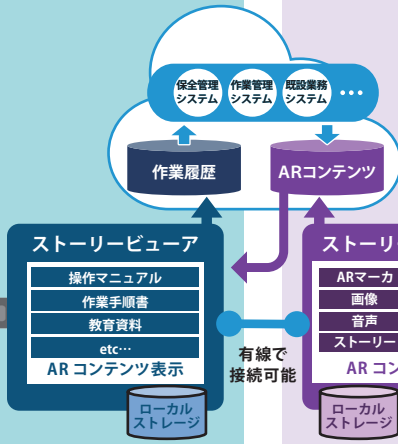 保全管理
システム
作業管理
システム
既設業務
システム
•••
作業履歴
ARコンテンツ
ストーリービューア
操作マニュアル
作業手順書
教育資料
etc…
AR コンテンツ表示
ローカル
ストレージ
有線で
接続可能
ストーリ
ARマーカ
画像
音声
ストーリー
AR コン
ローカル
ストレージ